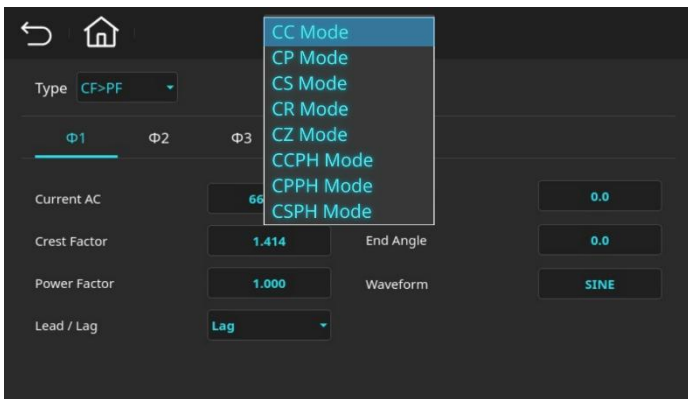 CC Mode
CP Mode
CS Mode
CR Mode
CZ Mode
CCPH Mode
CPPH Mode
CSPH Mode
Type CF>PF
Φ1 Φ2 Φ3
Current AC 66 0.0
Crest Factor 1.414 End Angle 0.0
Power Factor 1.000 Waveform SINE
Lead / Lag Lag